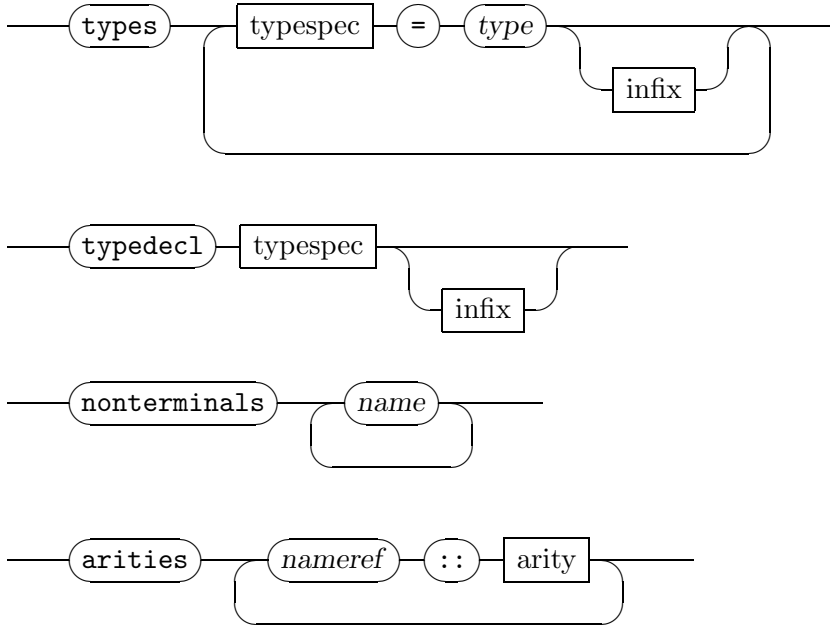 types typespec = type
infix
typedecl typespec
infix
nonterminals name
arities nameref :: arity